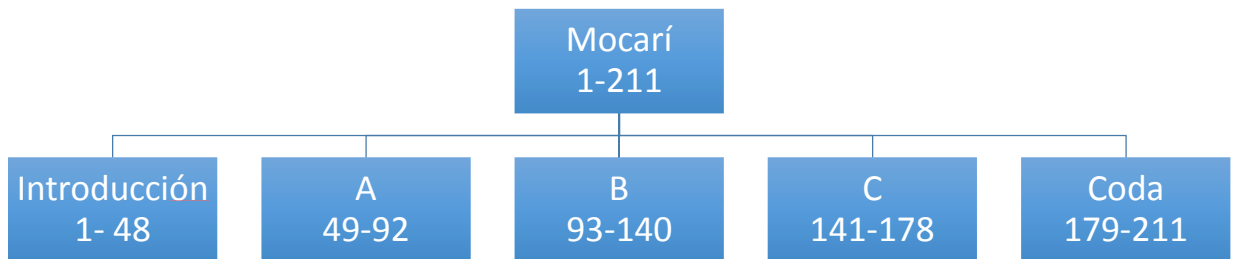 Mocarí
1-211
Introducción
1- 48
A
49-92
B
93-140
C
141-178
Coda
179-211